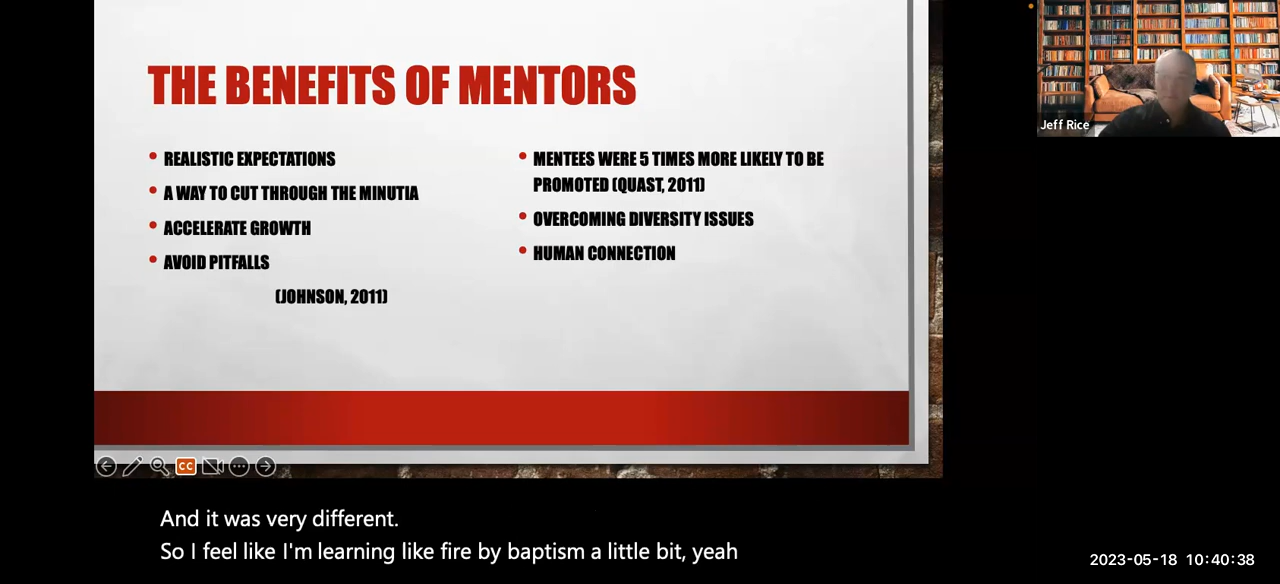 THE BENEFITS OF MENTORS
• REALISTIC EXPECTATIONS
• A WAY TO CUT THROUGH THE MINUTIA
• ACCELERATE GROWTH
• AVOID PITFALLS
(JOHNSON, 2011)
• MENTEES WERE 5 TIMES MORE LIKELY TO BE
PROMOTED (QUAST, 2011)
• OVERCOMING DIVERSITY ISSUES
• HUMAN CONNECTION
Jeff Rice
CC
And it was very different.
So I feel like I'm learning like fire by baptism a little bit, yeah
2023-05-18 10:40:38